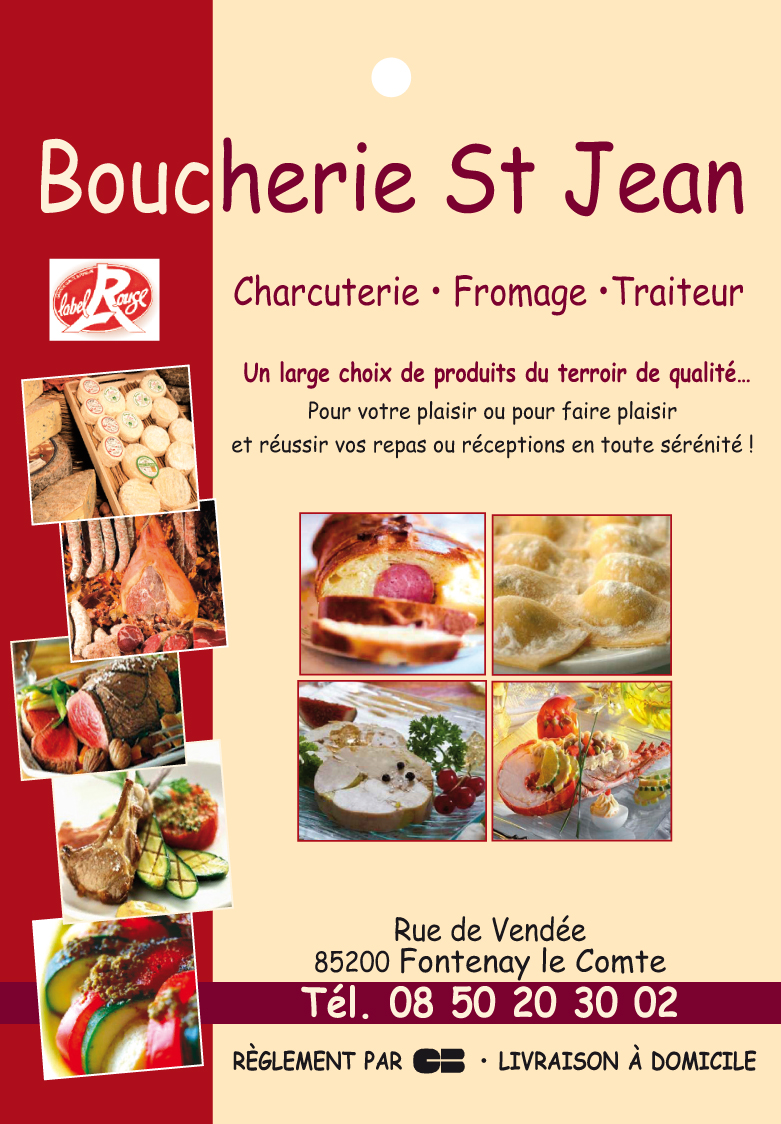 Boucherie St Jean
label Rouge
Charcuterie • Fromage • Traiteur
Un large choix de produits du terroir de qualité...
Pour votre plaisir ou pour faire plaisir
et réussir vos repas ou réceptions en toute sérénité !
Rue de Vendée
85200 Fontenay le Comte
Tél. 08 50 20 30 02
RÈGLEMENT PAR CB • LIVRAISON À DOMICILE